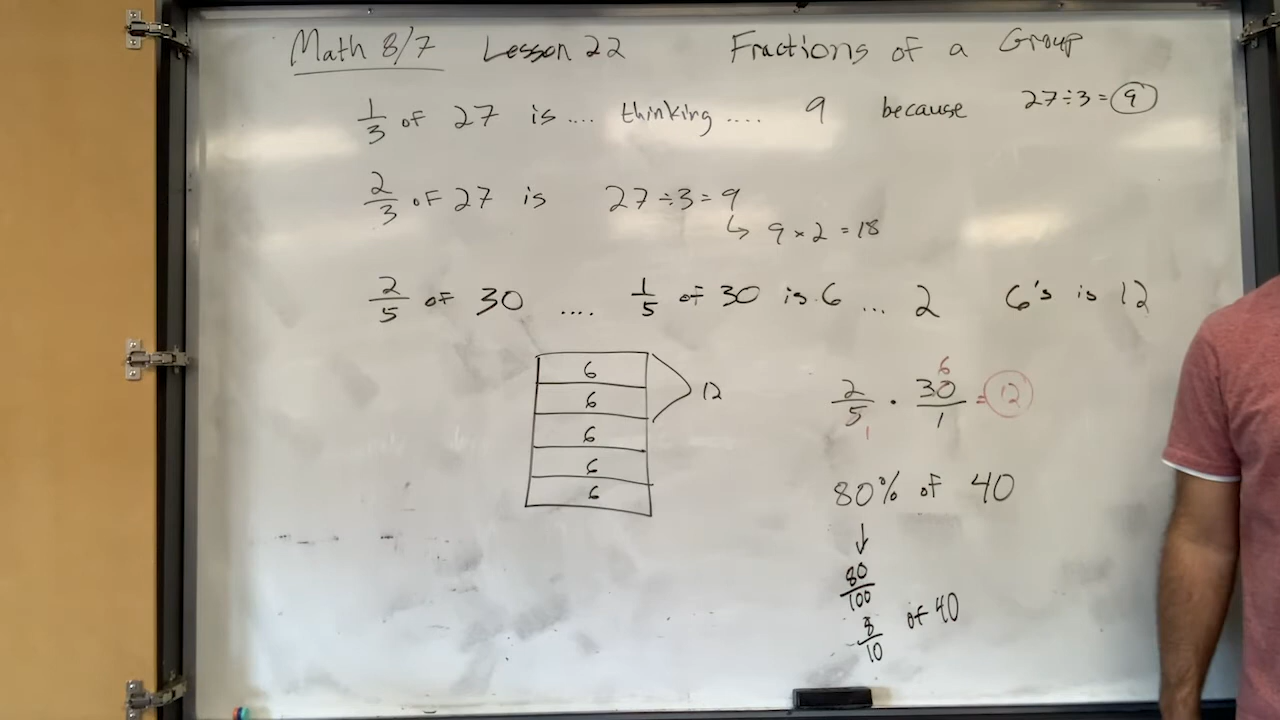 Math 8/7 Lesson 22 Fractions of a Group
1/3 of 27 is .... thinking .... 9 because 27÷3=9
2/3 of 27 is 27÷3=9
↳ 9×2=18
2/5 of 30 .... 1/5 of 30 is 6 ... 2 6's is 12
6
6
6
6
6
12
6
2/5 · 30/1 = 12
1
80% of 40
↓
80/100
8/10 of 40